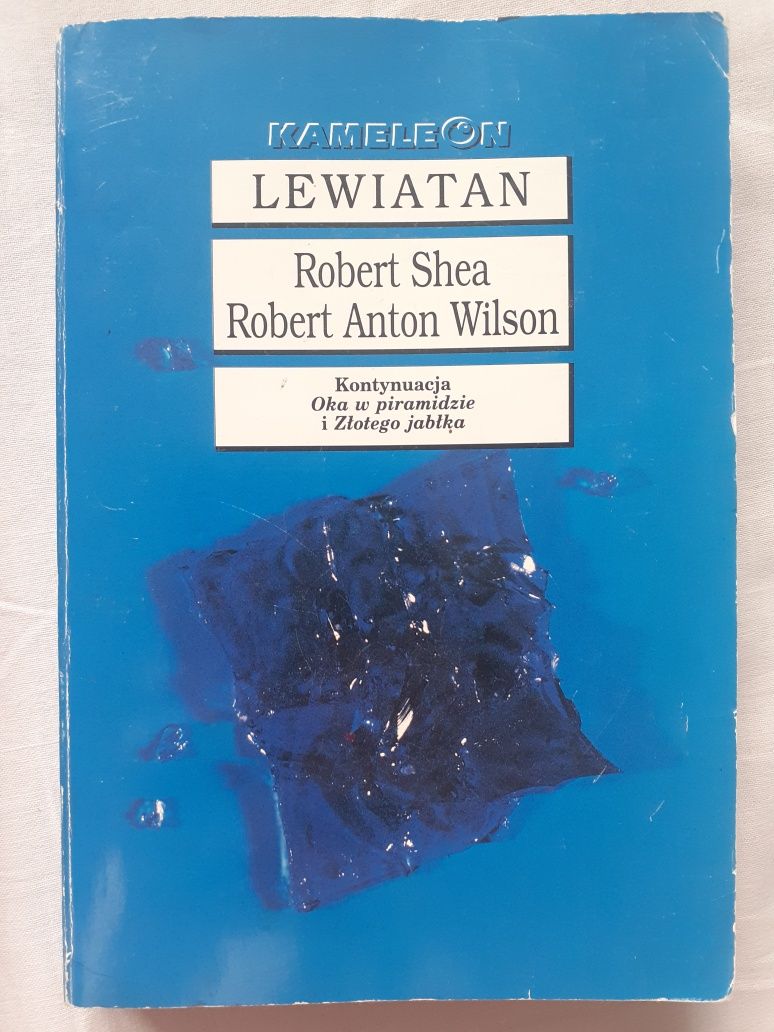 KAMELEON
LEWIATAN
Robert Shea
Robert Anton Wilson
Kontynuacja
Oka w piramidzie
i Złotego jabłka